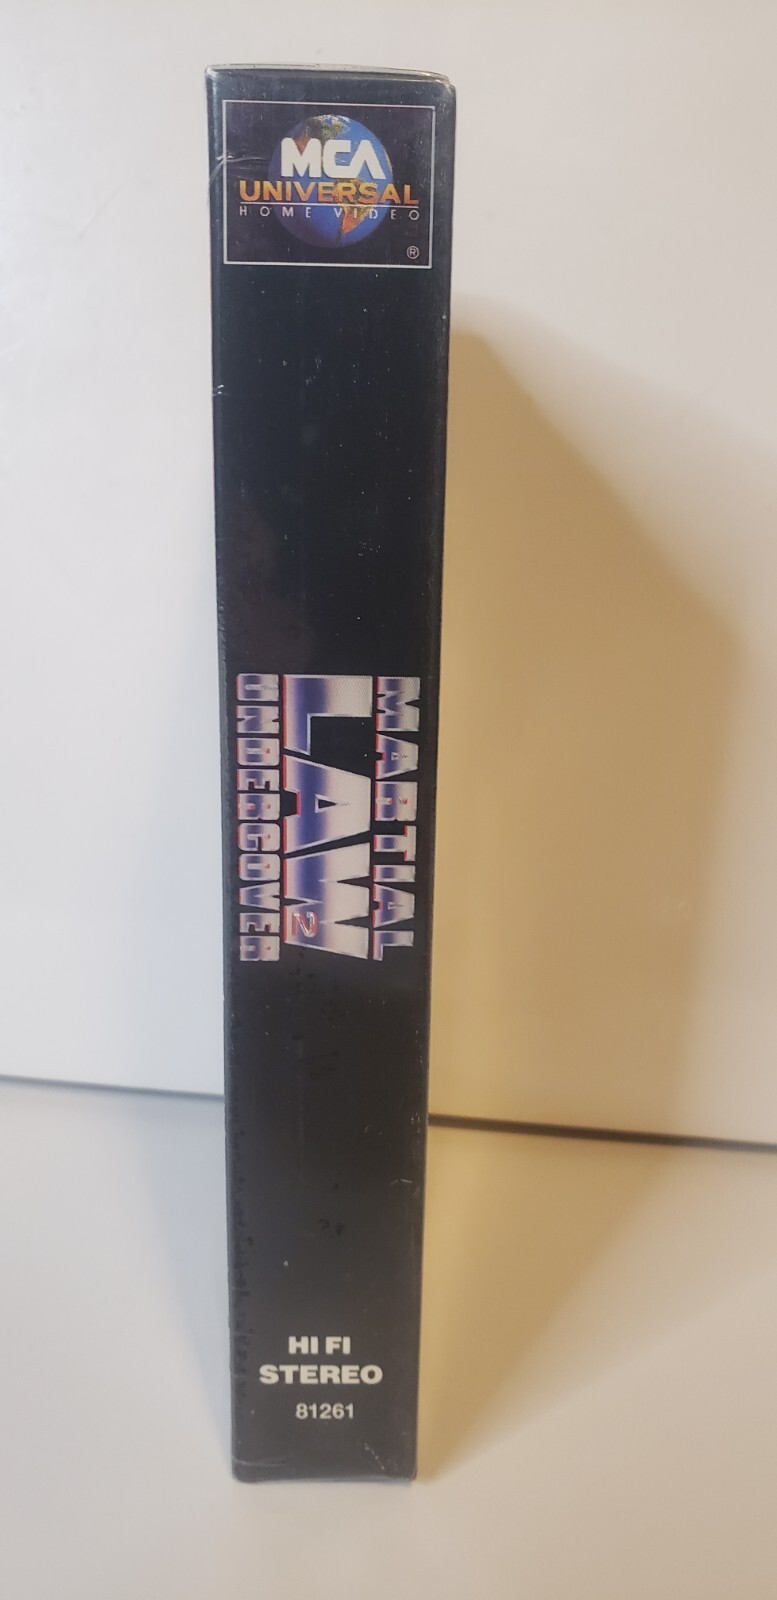 MCA
UNIVERSAL
HOME VIDEO
®
MARTIAL
LAW 2
UNDERCOVER
HI FI
STEREO
81261